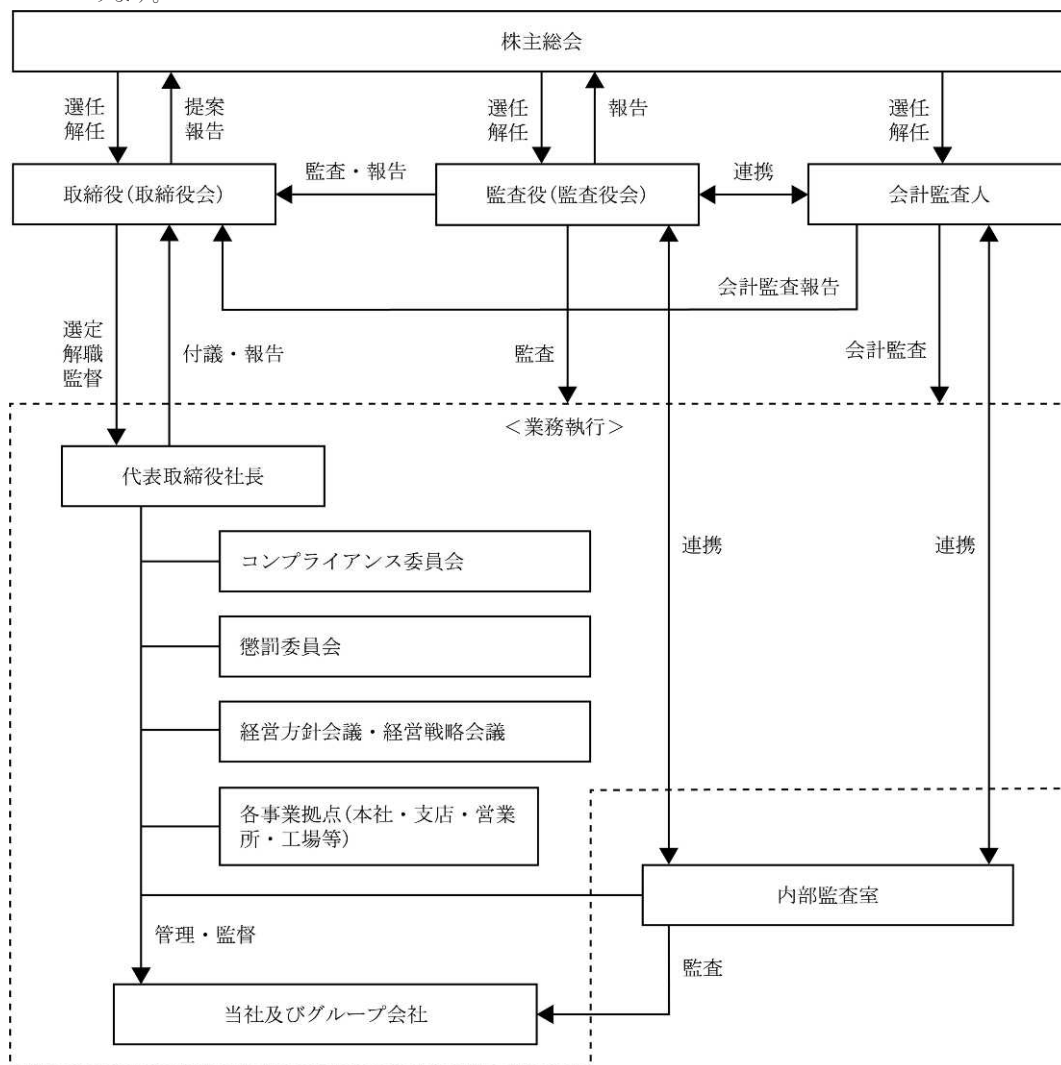 ります。
株主総会
選任
解任
提案
報告
選任
解任
報告
選任
解任
取締役(取締役会)
監査・報告
監査役(監査役会)
連携
会計監査人
会計監査報告
選定
解職
監督
付議・報告
監査
会計監査
＜業務執行＞
代表取締役社長
コンプライアンス委員会
連携
連携
懲罰委員会
経営方針会議・経営戦略会議
各事業拠点(本社・支店・営業
所・工場等)
内部監査室
管理・監督
監査
当社及びグループ会社